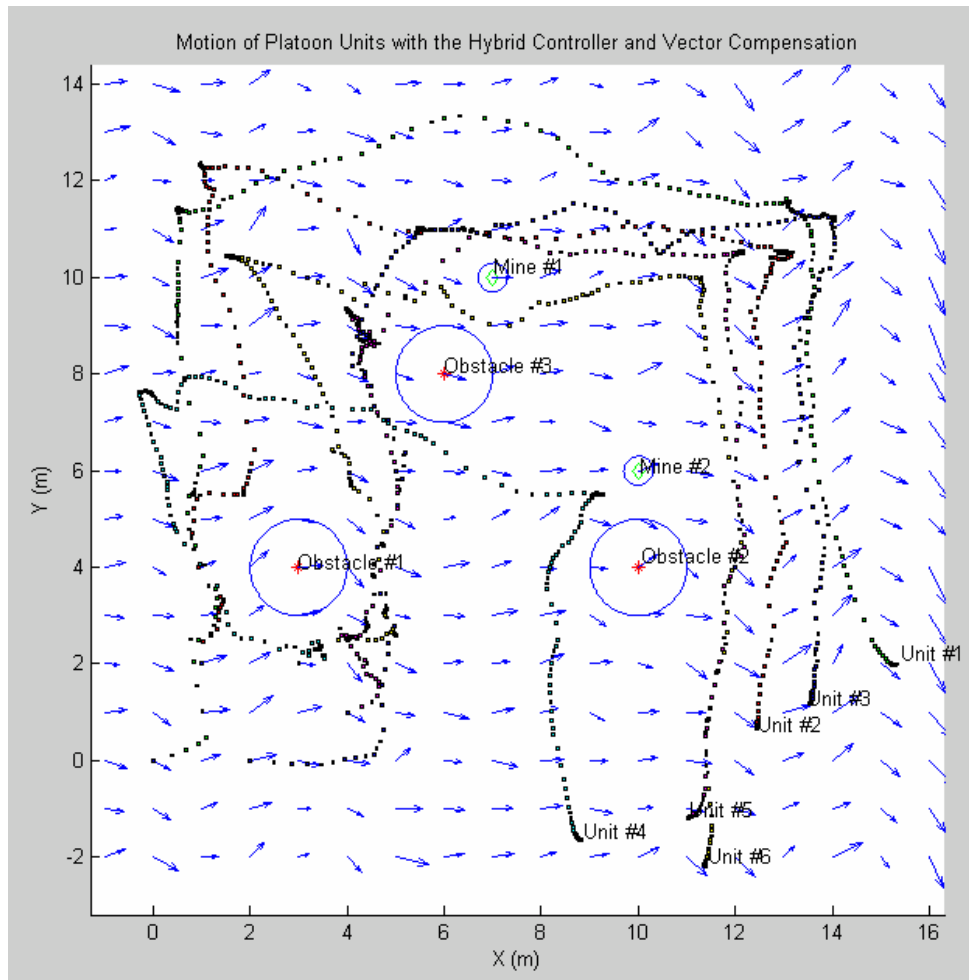 Motion of Platoon Units with the Hybrid Controller and Vector Compensation
14
12
10
8
6
4
2
0
-2
Y (m)
Mine #1
Obstacle #3
Mine #2
Obstacle #1
Obstacle #2
Unit #1
Unit #3
Unit #2
Unit #5
Unit #4
Unit #6
0 2 4 6 8 10 12 14 16
X (m)